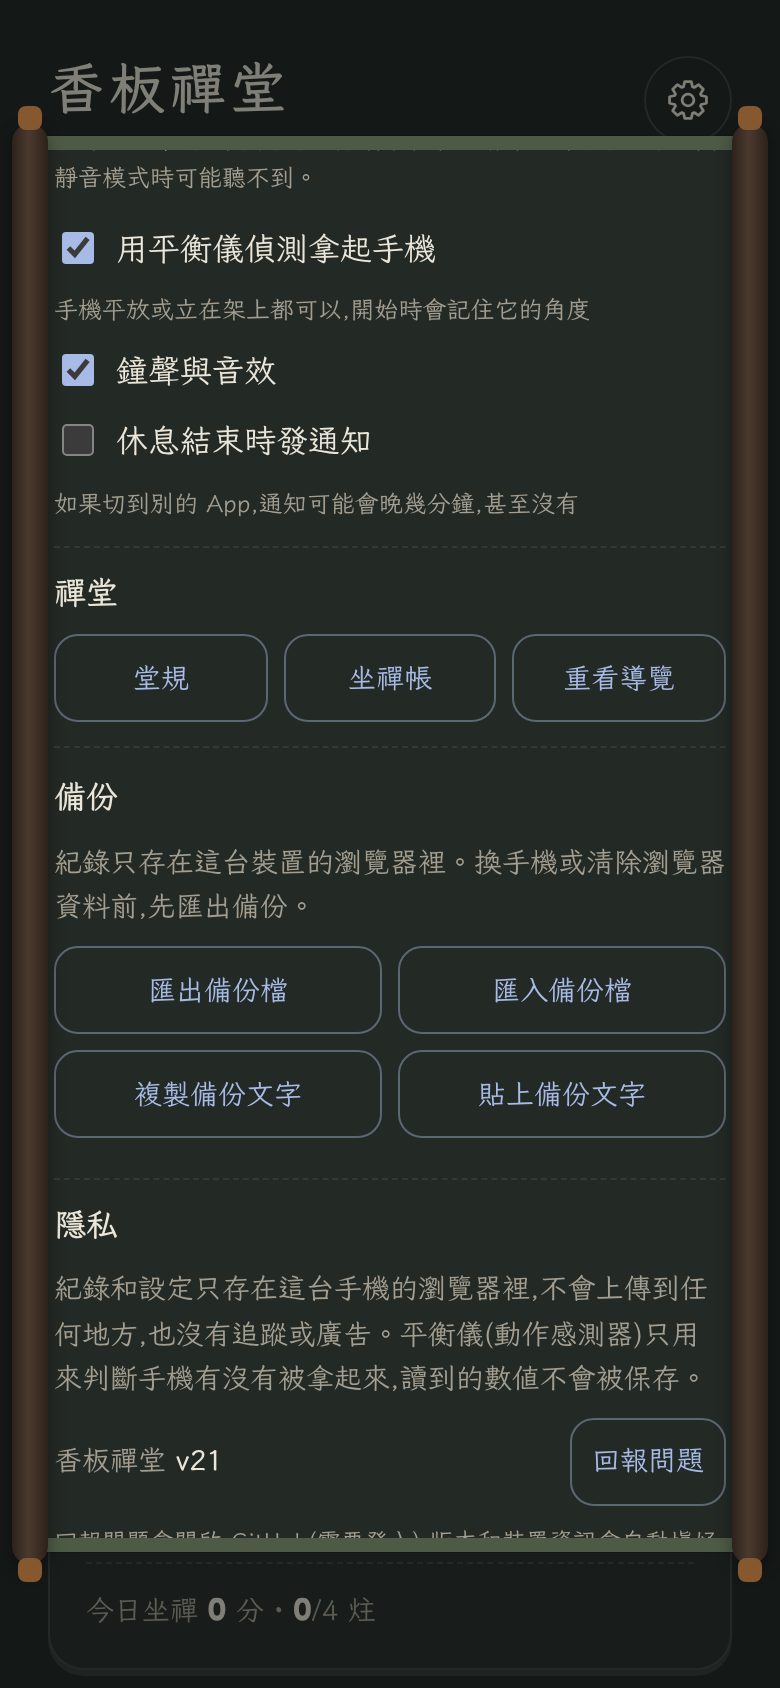 香板禪堂
靜音模式時可能聽不到。
用平衡儀偵測拿起手機
手機平放或立在架上都可以,開始時會記住它的角度
鐘聲與音效
休息結束時發通知
如果切到別的 App,通知可能會晚幾分鐘,甚至沒有
禪堂
堂規
坐禪帳
重看導覽
備份
紀錄只存在這台裝置的瀏覽器裡。換手機或清除瀏覽器
資料前,先匯出備份。
匯出備份檔
匯入備份檔
複製備份文字
貼上備份文字
隱私
紀錄和設定只存在這台手機的瀏覽器裡,不會上傳到任
何地方,也沒有追蹤或廣告。平衡儀(動作感測器)只用
來判斷手機有沒有被拿起來,讀到的數值不會被保存。
香板禪堂 v21
回報問題
今日坐禪 0 分・0/4 炷